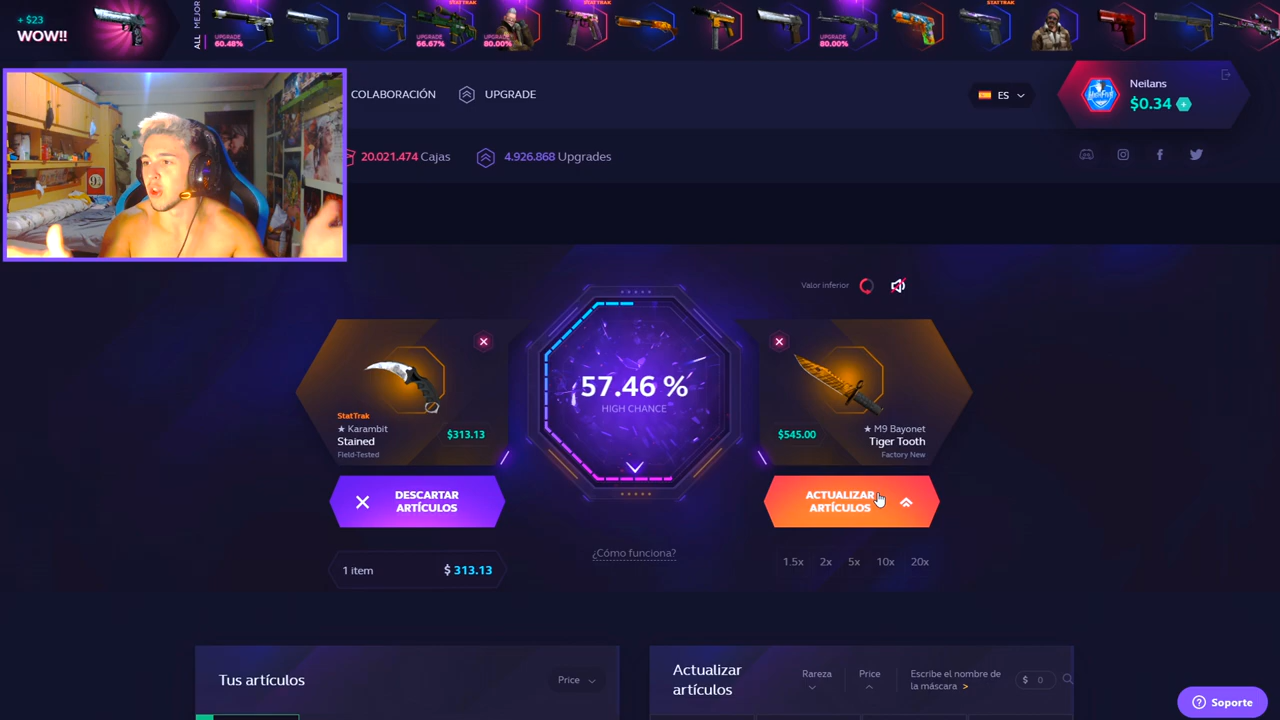 + $23
WOW!!
ALL
MEJOR
UPGRADE
60.48%
STATTRAK
UPGRADE
66.67%
UPGRADE
80.00%
STATTRAK
UPGRADE
80.00%
STATTRAK
COLABORACIÓN
UPGRADE
ES
Neilans
$0.34 +
20.021.474 Cajas
4.926.868 Upgrades
Valor inferior
57.46 %
HIGH CHANCE
StatTrak
★ Karambit
Stained
Field-Tested
$313.13
$545.00
★ M9 Bayonet
Tiger Tooth
Factory New
DESCARTAR
ARTÍCULOS
ACTUALIZAR
ARTÍCULOS
1 item
$ 313.13
¿Cómo funciona?
1.5x 2x 5x 10x 20x
Tus artículos
Price
Actualizar
artículos
Rareza
Price
Escribe el nombre de
la máscara >
$ 0
Soporte